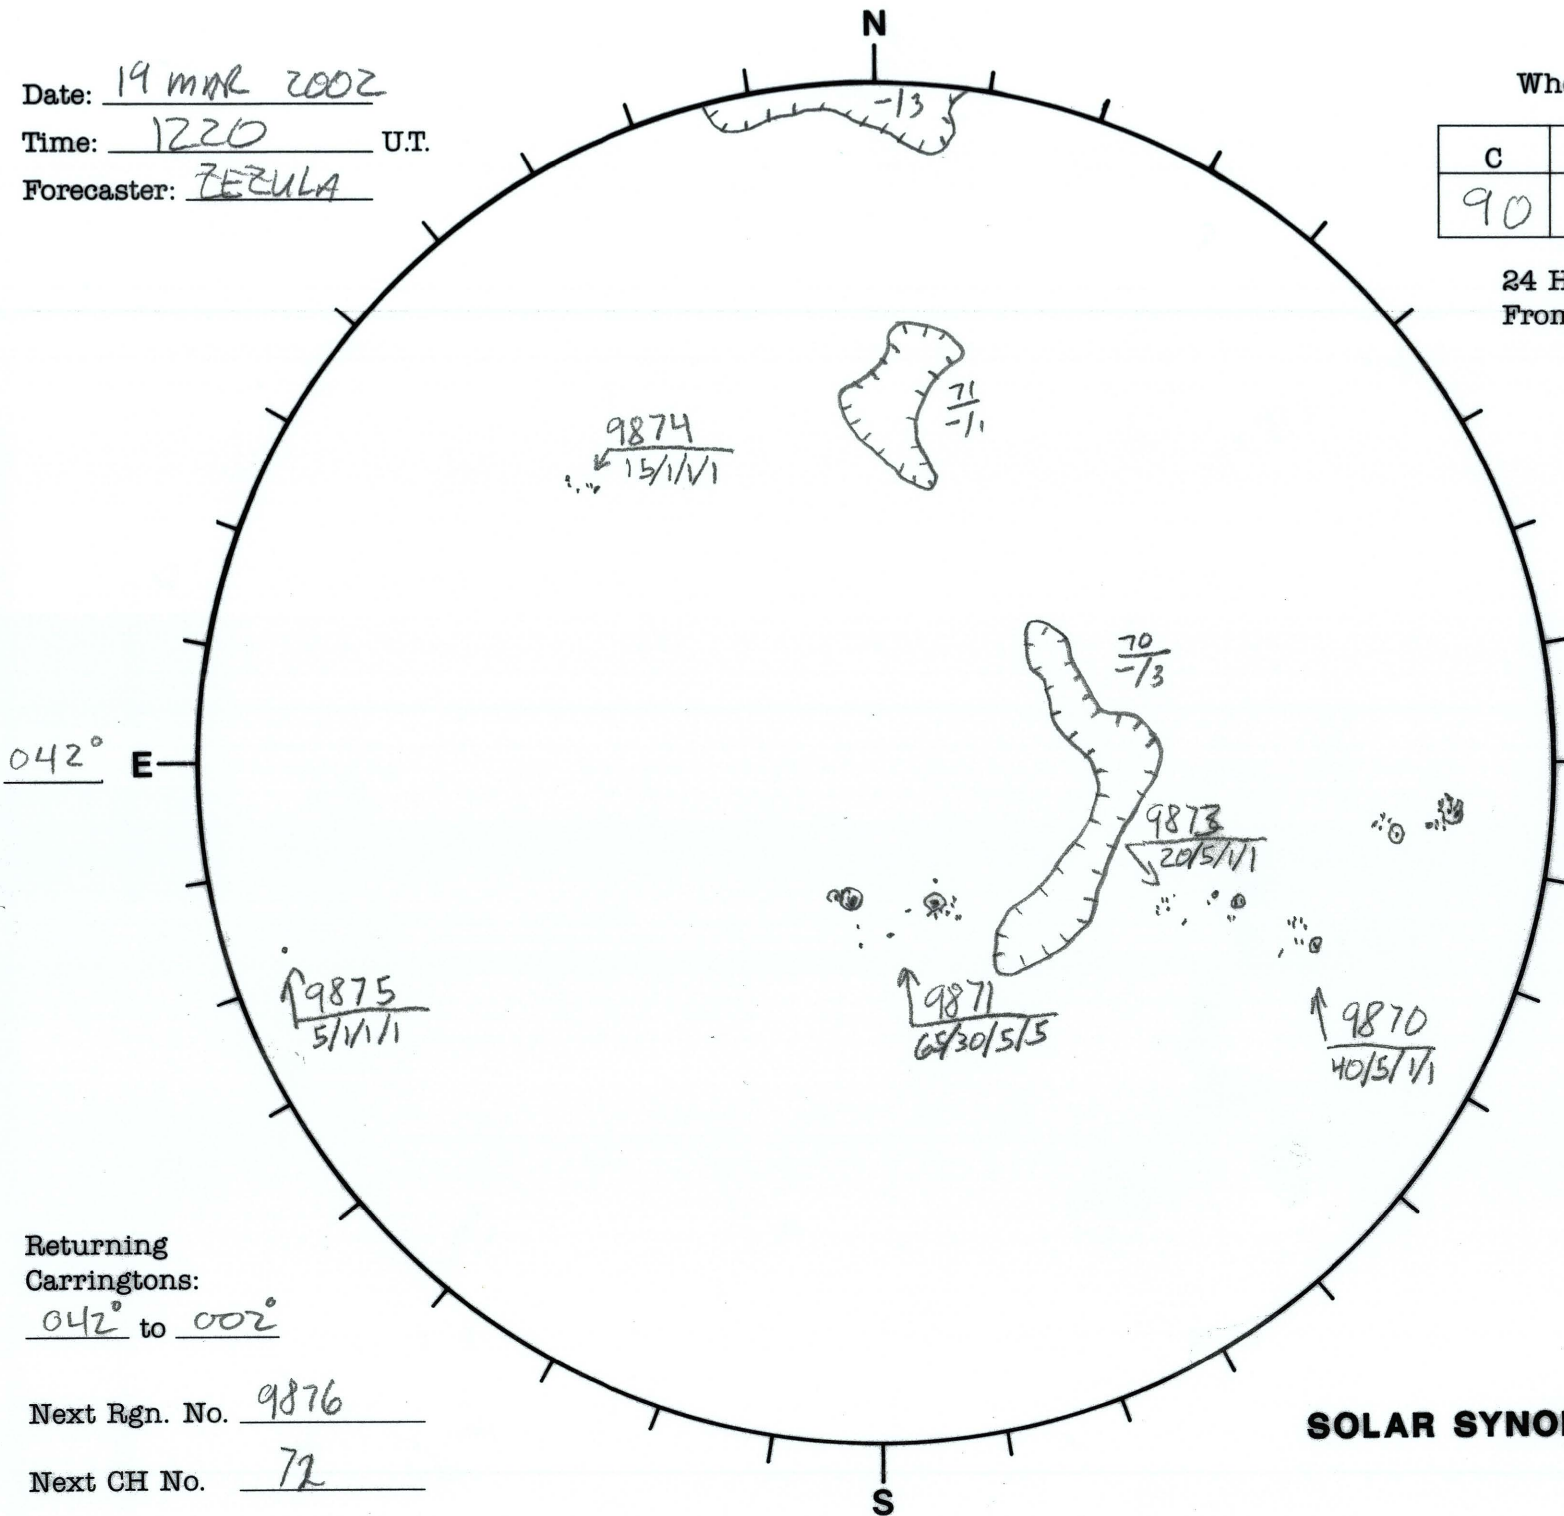 N
Date: 19 MAR 2002
Time: 1220 U.T.
Forecaster: ZEZULA
Wh
C
90
24 H
From
-/3
71
-/1
9874
15/1/1/1
70
-/3
042° E
9873
20/5/1/1
9875
5/1/1/1
9871
65/30/5/5
9870
40/5/1/1
Returning
Carringtons:
042° to 002°
Next Rgn. No. 9876
Next CH No. 72
SOLAR SYNO
S